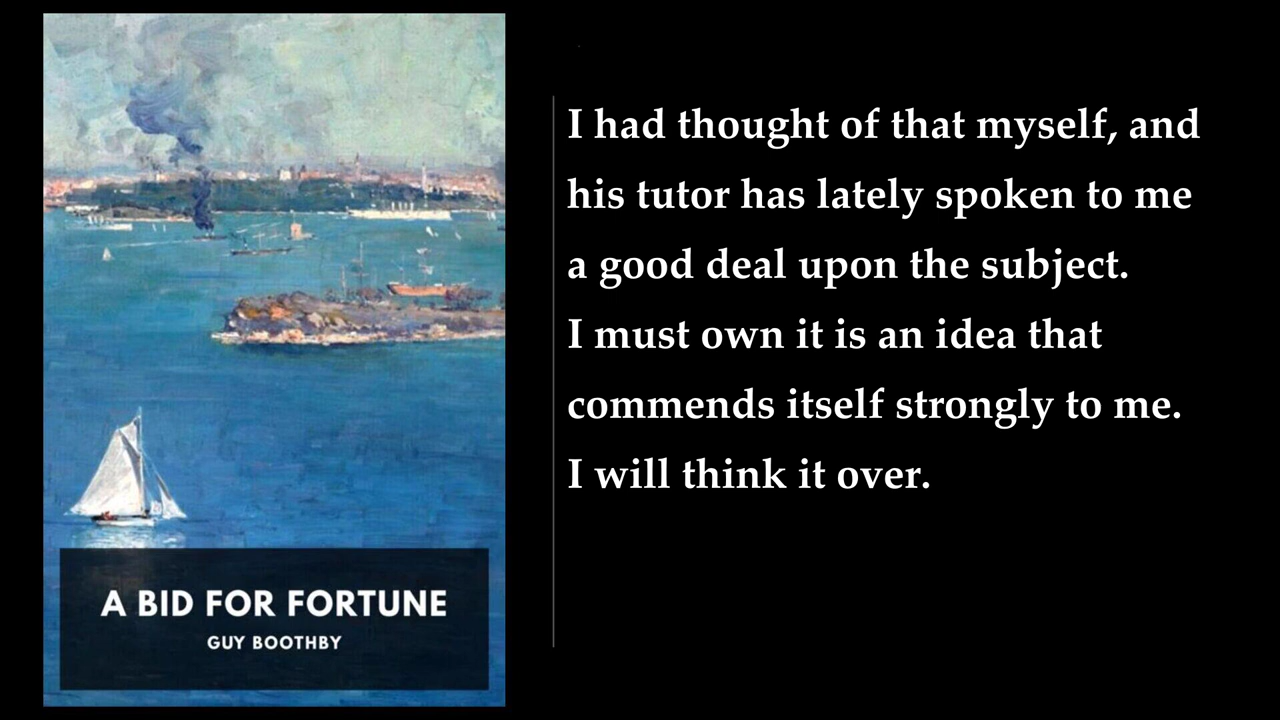 I had thought of that myself, and
his tutor has lately spoken to me
a good deal upon the subject.
I must own it is an idea that
commends itself strongly to me.
I will think it over.
A BID FOR FORTUNE
GUY BOOTHBY